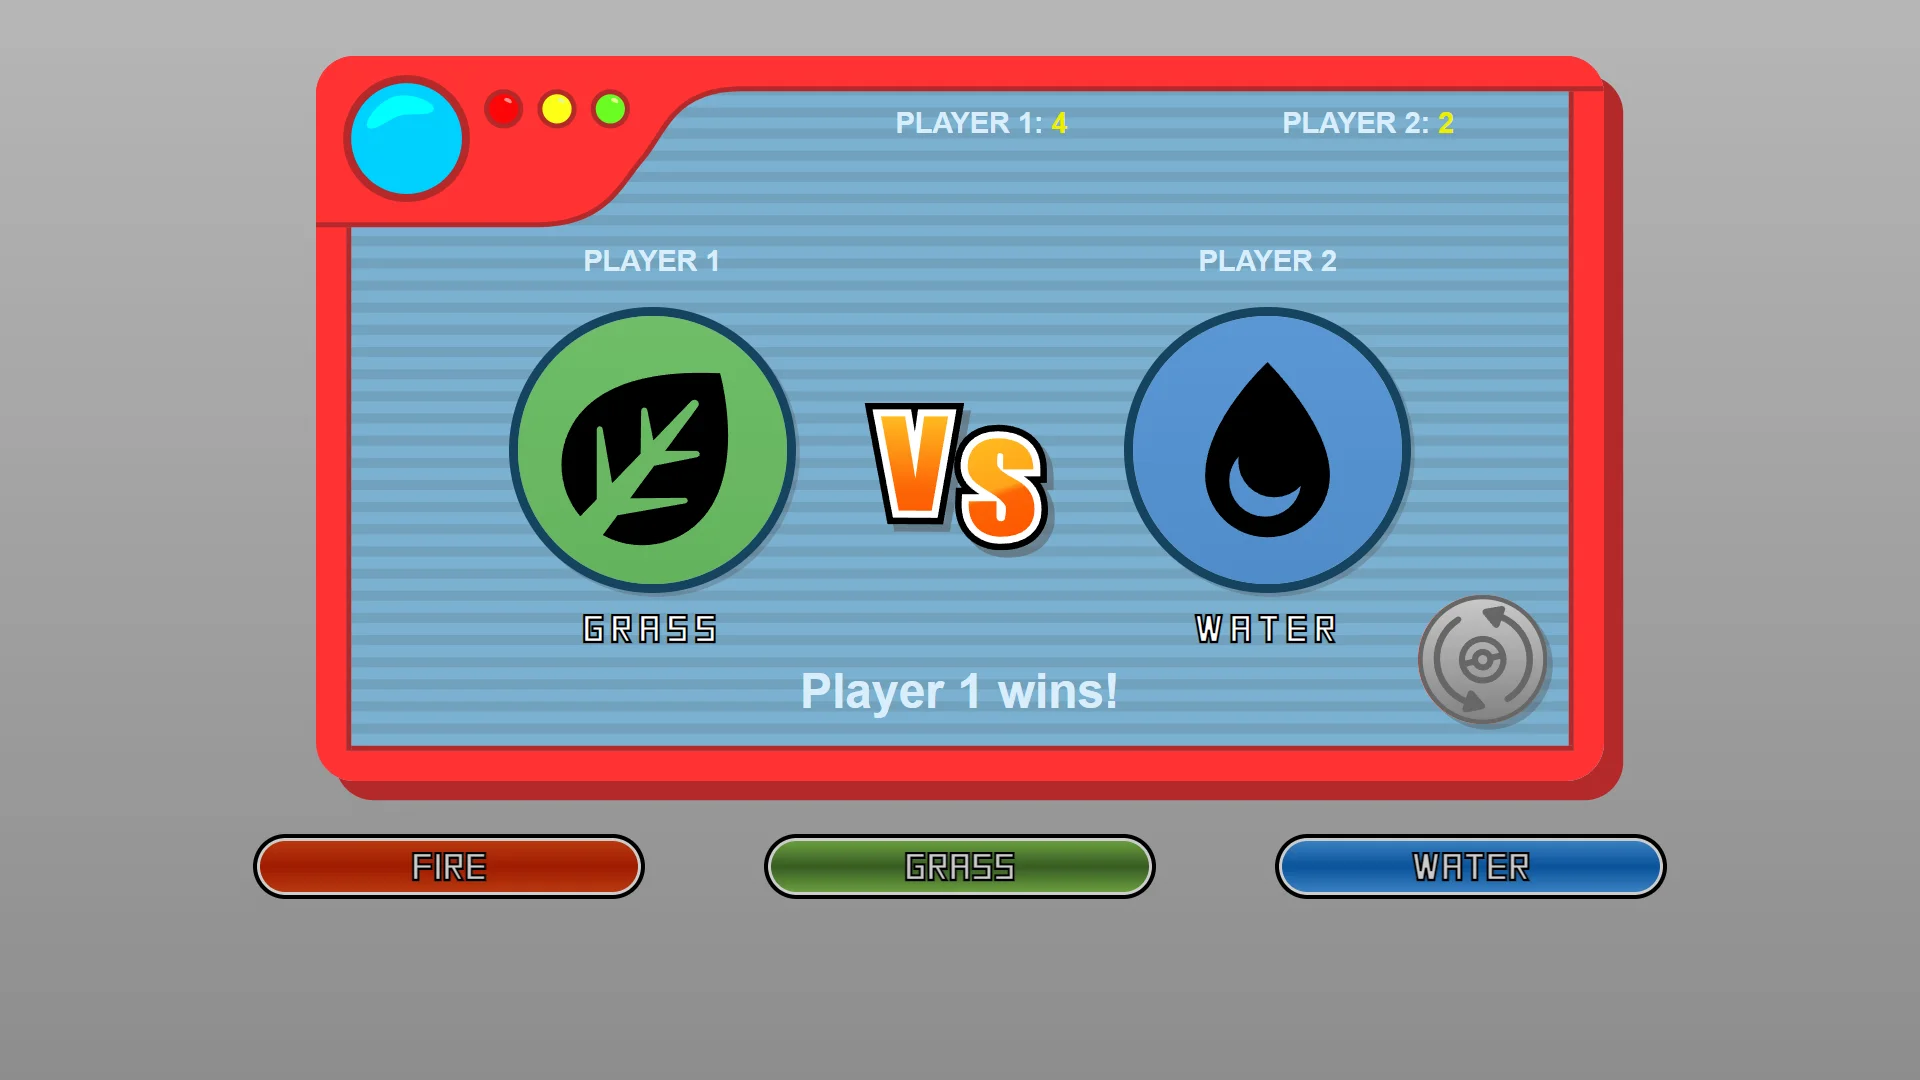 PLAYER 1: 4
PLAYER 2: 2
PLAYER 1
PLAYER 2
VS
GRASS
WATER
Player 1 wins!
FIRE
GRASS
WATER